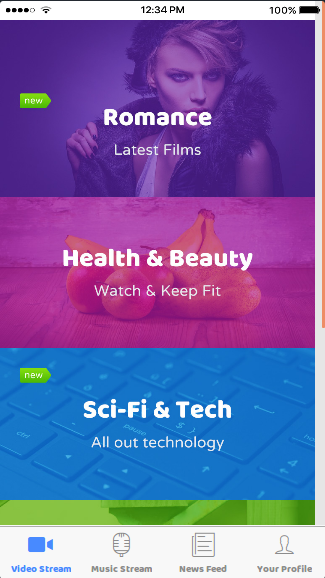 12:34 PM 100%
new
Romance
Latest Films
Health & Beauty
Watch & Keep Fit
new
Sci-Fi & Tech
All out technology
ctrl
Video Stream Music Stream News Feed Your Profile